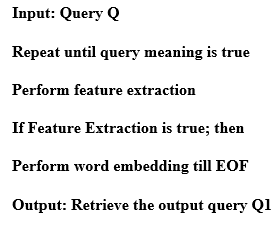 Input: Query Q
Repeat until query meaning is true
Perform feature extraction
If Feature Extraction is true; then
Perform word embedding till EOF
Output: Retrieve the output query Q1